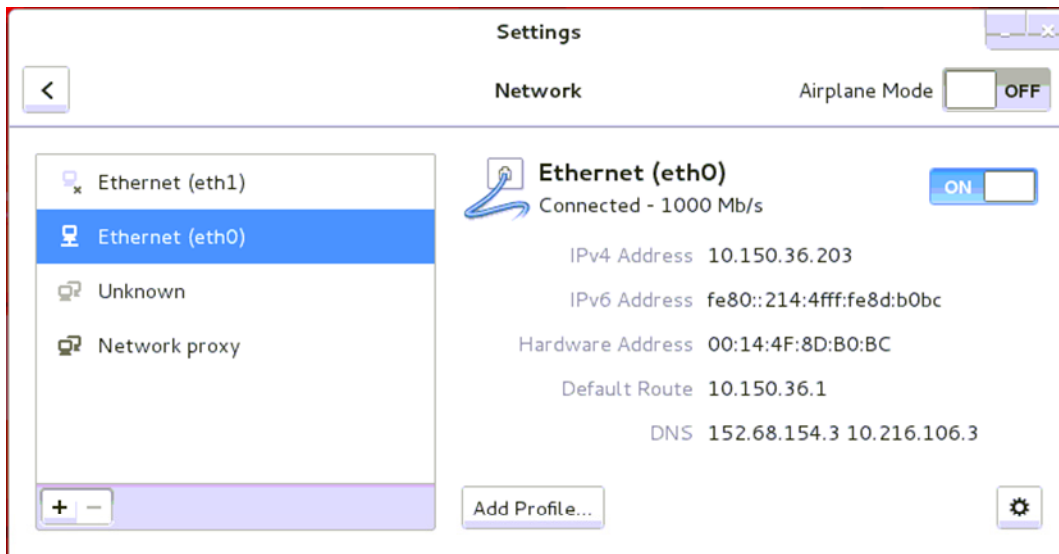 Settings
Network
Airplane Mode
OFF
Ethernet (eth1)
Ethernet (eth0)
Unknown
Network proxy
Ethernet (eth0)
Connected - 1000 Mb/s
ON
IPv4 Address 10.150.36.203
IPv6 Address fe80::214:4fff:fe8d:b0bc
Hardware Address 00:14:4F:8D:B0:BC
Default Route 10.150.36.1
DNS 152.68.154.3 10.216.106.3
Add Profile...